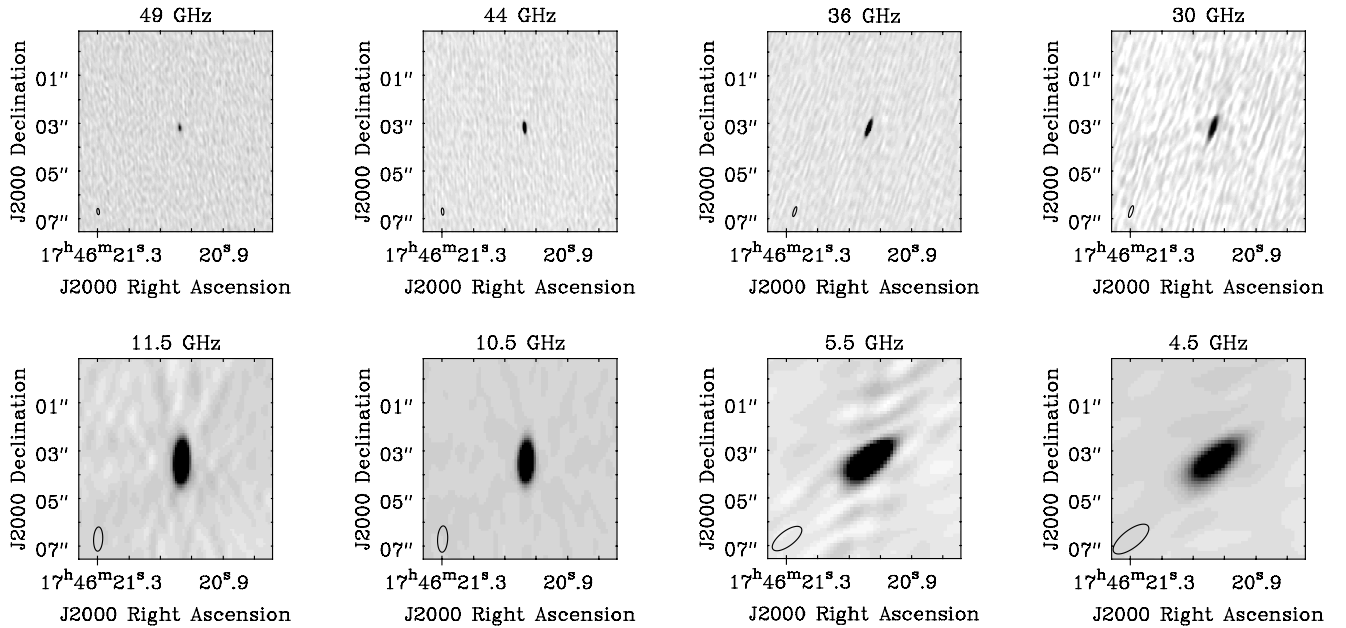 49 GHz
44 GHz
36 GHz
30 GHz
J2000 Declination
01″
03″
05″
07″
17ʰ46ᵐ21ˢ.3 20ˢ.9
J2000 Right Ascension
J2000 Declination
01″
03″
05″
07″
17ʰ46ᵐ21ˢ.3 20ˢ.9
J2000 Right Ascension
J2000 Declination
01″
03″
05″
07″
17ʰ46ᵐ21ˢ.3 20ˢ.9
J2000 Right Ascension
J2000 Declination
01″
03″
05″
07″
17ʰ46ᵐ21ˢ.3 20ˢ.9
J2000 Right Ascension
11.5 GHz
10.5 GHz
5.5 GHz
4.5 GHz
J2000 Declination
01″
03″
05″
07″
17ʰ46ᵐ21ˢ.3 20ˢ.9
J2000 Right Ascension
J2000 Declination
01″
03″
05″
07″
17ʰ46ᵐ21ˢ.3 20ˢ.9
J2000 Right Ascension
J2000 Declination
01″
03″
05″
07″
17ʰ46ᵐ21ˢ.3 20ˢ.9
J2000 Right Ascension
J2000 Declination
01″
03″
05″
07″
17ʰ46ᵐ21ˢ.3 20ˢ.9
J2000 Right Ascension